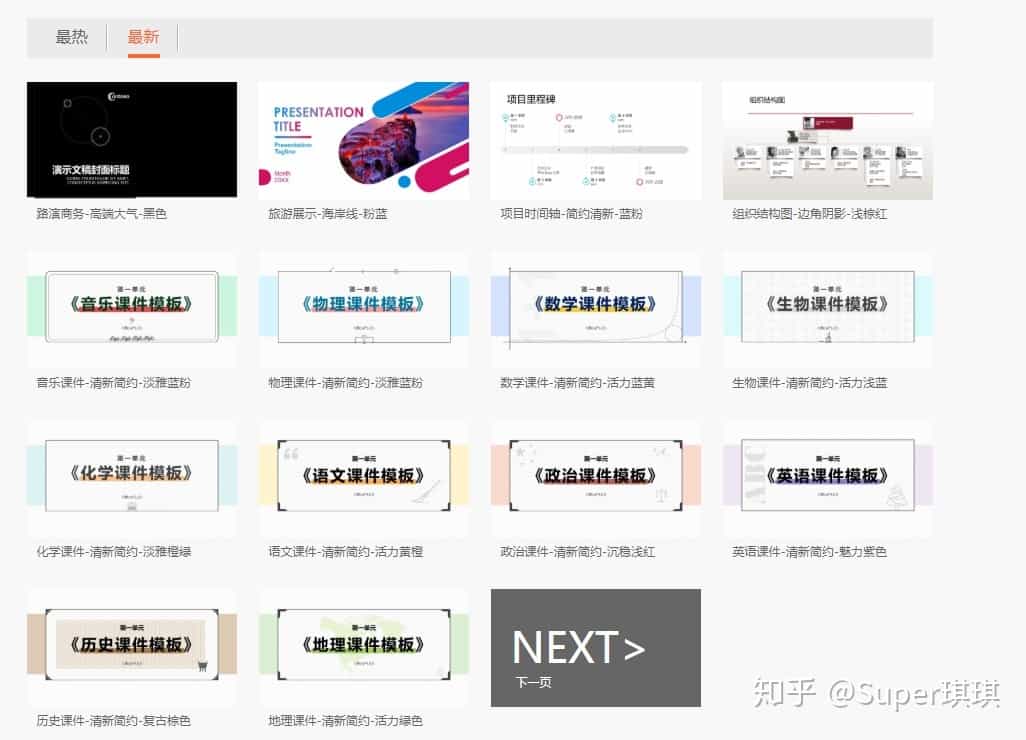 最热
最新
演示文稿封面标题
路演商务-高端大气-黑色
PRESENTATION
TITLE
Presentation
Tagline
Month
20XX
旅游展示-海岸线-粉蓝
项目里程碑
项目时间轴-简约清新-蓝粉
组织结构图
组织结构图-边角阴影-浅棕红
第一单元
《音乐课件模板》
音乐课件-清新简约-淡雅蓝粉
第一单元
《物理课件模板》
物理课件-清新简约-淡雅蓝粉
第一单元
《数学课件模板》
数学课件-清新简约-活力蓝黄
第一单元
《生物课件模板》
生物课件-清新简约-活力浅蓝
第一单元
《化学课件模板》
化学课件-清新简约-淡雅橙绿
第一单元
《语文课件模板》
语文课件-清新简约-活力黄橙
第一单元
《政治课件模板》
政治课件-清新简约-沉稳浅红
第一单元
《英语课件模板》
英语课件-清新简约-魅力紫色
第一单元
《历史课件模板》
历史课件-清新简约-复古棕色
第一单元
《地理课件模板》
地理课件-清新简约-活力绿色
NEXT>
下一页
知乎 @Super琪琪